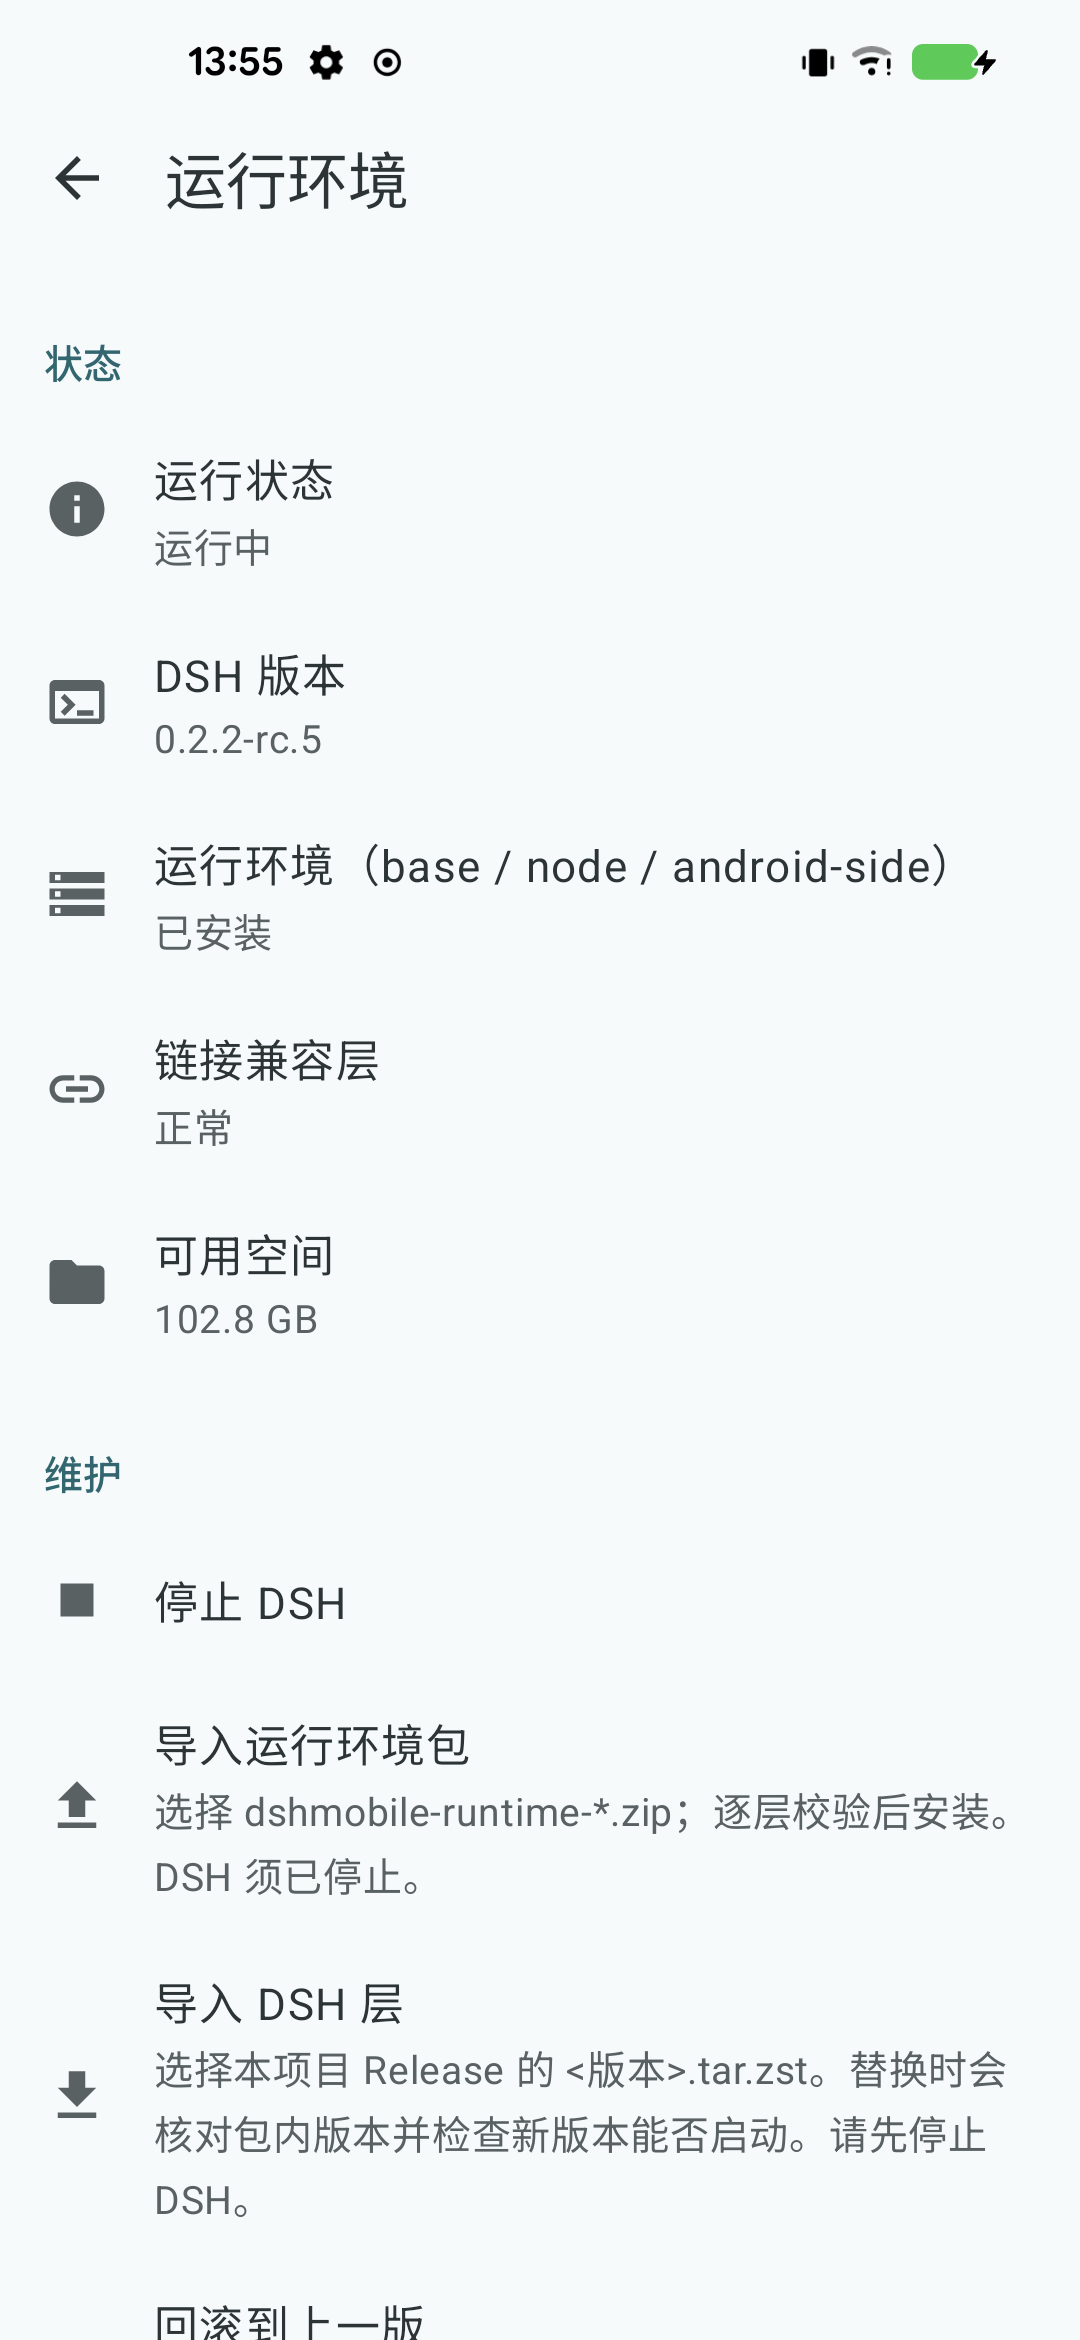 13:55
运行环境
状态
运行状态
运行中
DSH 版本
0.2.2-rc.5
运行环境（base / node / android-side）
已安装
链接兼容层
正常
可用空间
102.8 GB
维护
停止 DSH
导入运行环境包
选择 dshmobile-runtime-*.zip；逐层校验后安装。
DSH 须已停止。
导入 DSH 层
选择本项目 Release 的 <版本>.tar.zst。替换时会
核对包内版本并检查新版本能否启动。请先停止
DSH。
回滚到上一版